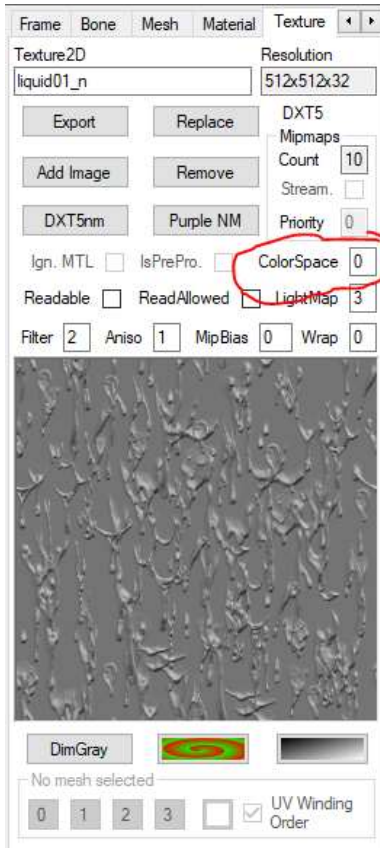 Frame Bone Mesh Material Texture
Texture2D Resolution
liquid01_n 512x512x32
Export Replace DXT5
Mipmaps
Add Image Remove Count 10
Stream.
DXT5nm Purple NM Priority 0
Ign. MTL IsPrePro. ColorSpace 0
Readable ReadAllowed LightMap 3
Filter 2 Aniso 1 MipBias 0 Wrap 0
DimGray
No mesh selected
0 1 2 3 UV Winding
Order